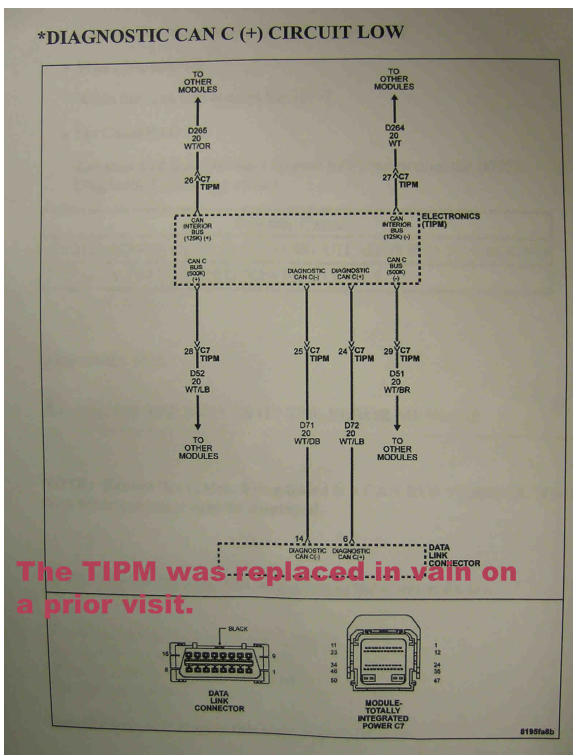 *DIAGNOSTIC CAN C (+) CIRCUIT LOW
TO
OTHER
MODULES
TO
OTHER
MODULES
D265
20
WT/OR
D264
20
WT
26 C7
TIPM
27 C7
TIPM
CAN
INTERIOR
BUS
(125K) (+)
CAN
INTERIOR
BUS
(125K) (-)
ELECTRONICS
(TIPM)
CAN C
BUS
(500K)
(+)
DIAGNOSTIC
CAN C(-)
DIAGNOSTIC
CAN C(+)
CAN C
BUS
(500K)
(-)
28 C7
TIPM
25 C7
TIPM
24 C7
TIPM
29 C7
TIPM
D52
20
WT/LB
D51
20
WT/BR
D71
20
WT/DB
D72
20
WT/LB
TO
OTHER
MODULES
TO
OTHER
MODULES
14
6
DIAGNOSTIC
CAN C(-)
DIAGNOSTIC
CAN C(+)
DATA
LINK
CONNECTOR
The TIPM was replaced in vain on
a prior visit.
BLACK
16 9
8 1
DATA
LINK
CONNECTOR
11 1
23 12
34 24
46 35
50 47
MODULE-
TOTALLY
INTEGRATED
POWER C7
8195fa8b